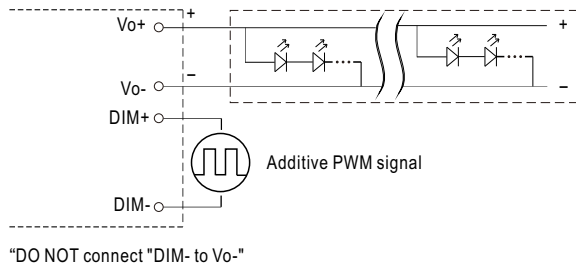 Vo+ + +
Vo- − −
DIM+
Additive PWM signal
DIM-
“DO NOT connect "DIM- to Vo-"